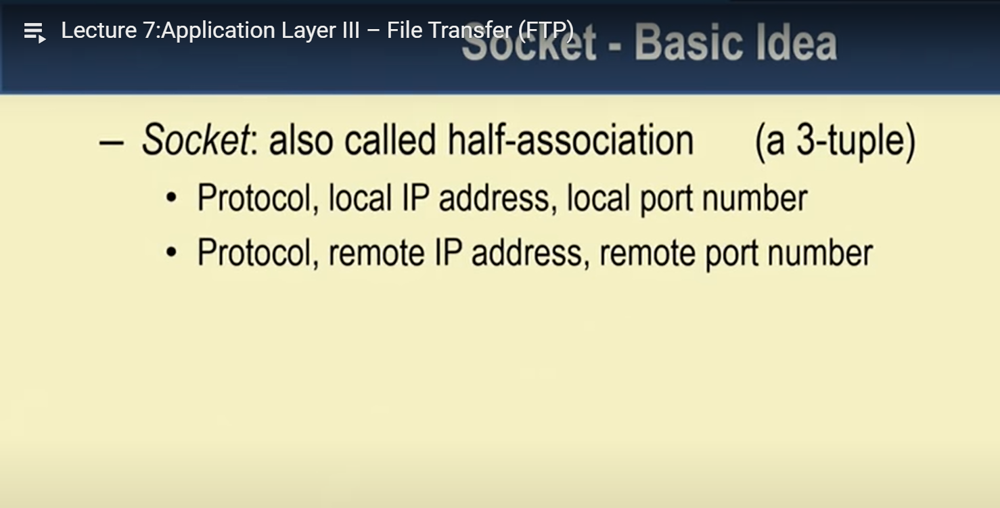 Lecture 7:Application Layer III – File Transfer (FTP)
Socket - Basic Idea
– Socket: also called half-association (a 3-tuple)
• Protocol, local IP address, local port number
• Protocol, remote IP address, remote port number